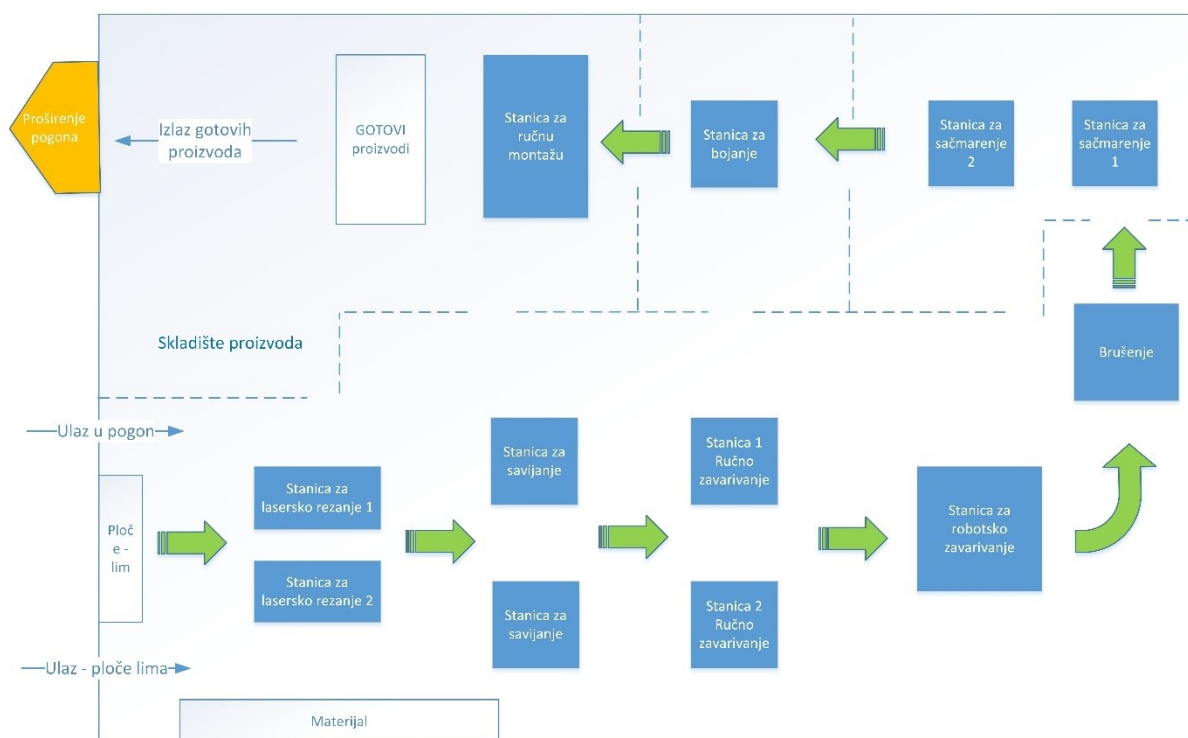 Proširenje
pogona
Izlaz gotovih
proizvoda
GOTOVI
proizvodi
Stanica za
ručnu
montažu
Stanica za
bojanje
Stanica za
sačmarenje
2
Stanica za
sačmarenje
1
Skladište proizvoda
Brušenje
Ulaz u pogon
Ploč
e -
lim
Stanica za
lasersko rezanje 1
Stanica za
lasersko rezanje 2
Stanica za
savijanje
Stanica za
savijanje
Stanica 1
Ručno
zavarivanje
Stanica 2
Ručno
zavarivanje
Stanica za
robotsko
zavarivanje
Ulaz - ploče lima
Materijal